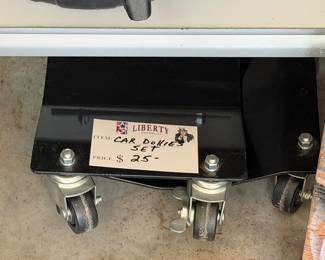 LIBERTY
ITEM: CAR DOLLIES
SET
PRICE: $ 25-